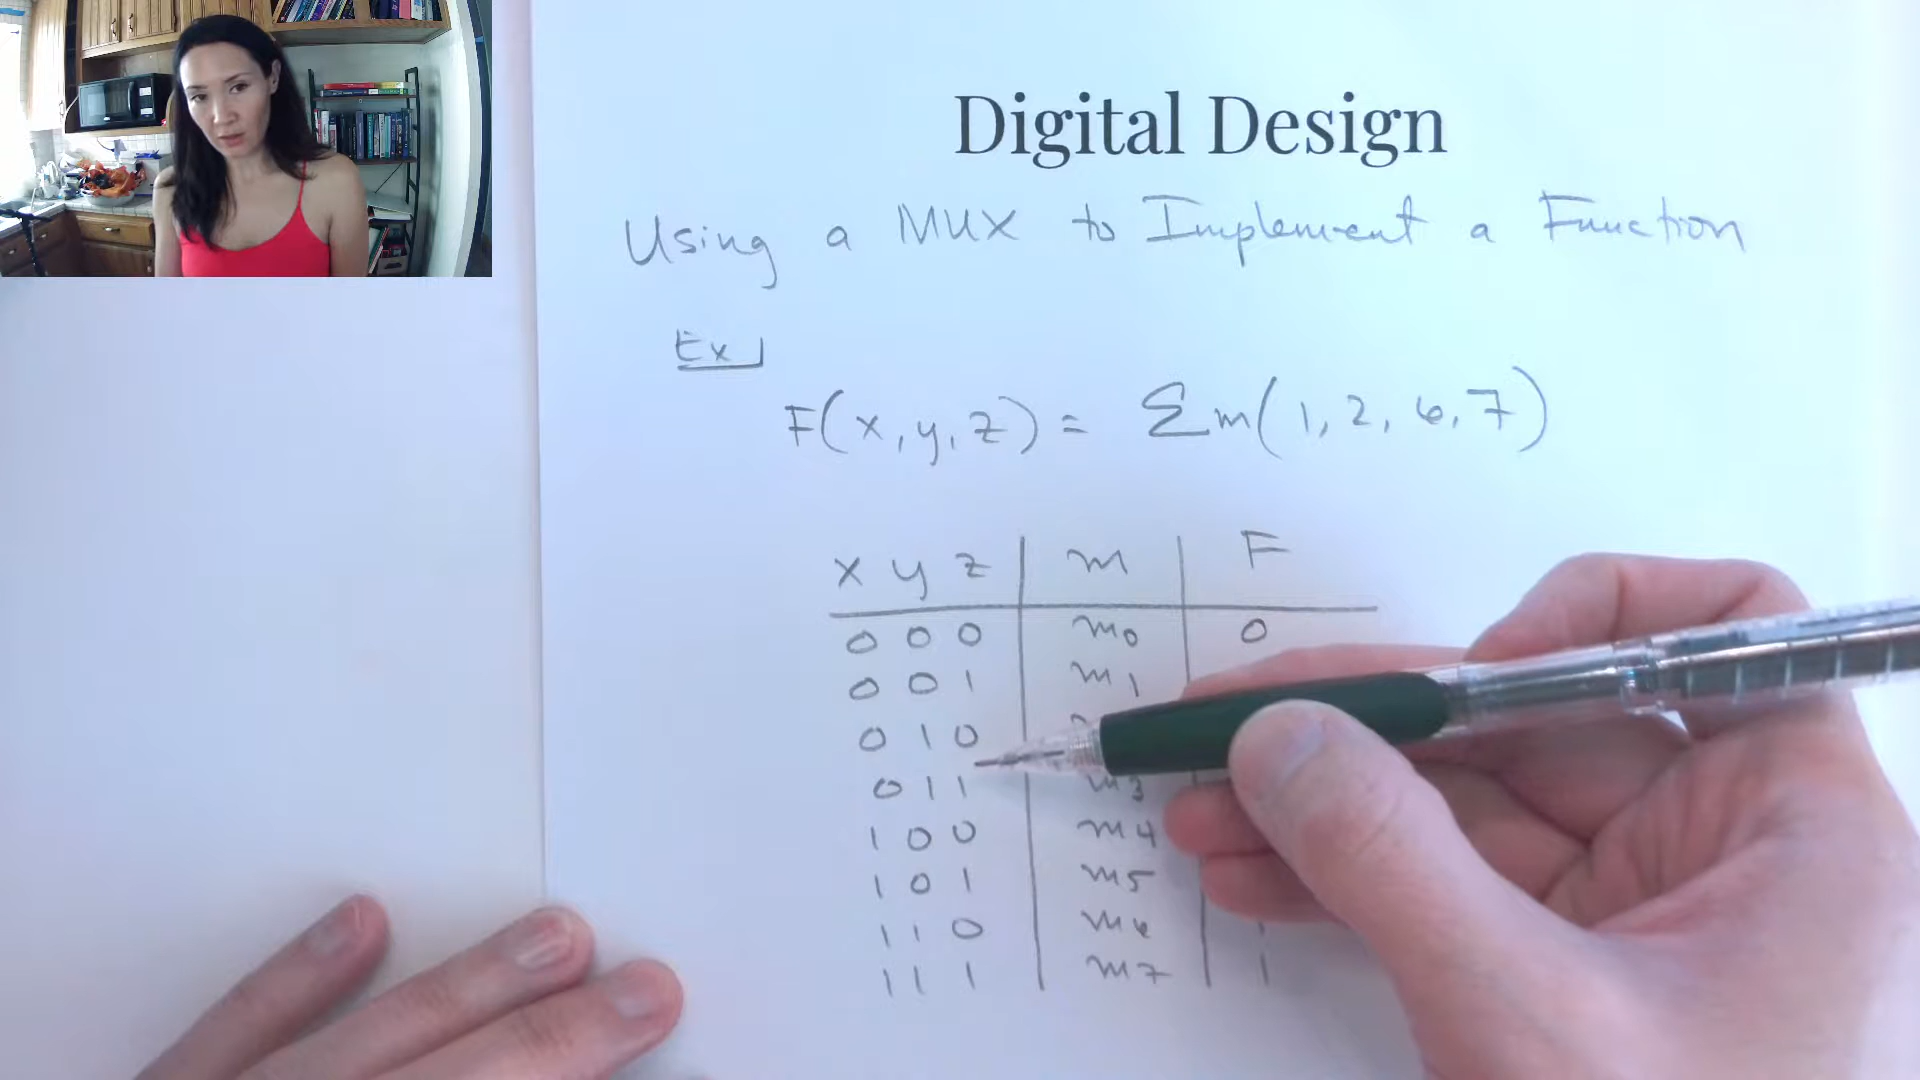 Digital Design
Using a MUX to Implement a Function
Ex
F(x, y, z) = Σm(1, 2, 6, 7)
x y z m F
0 0 0 m0 0
0 0 1 m1
0 1 0
0 1 1 m3
1 0 0 m4
1 0 1 m5
1 1 0 m6 1
1 1 1 m7 1